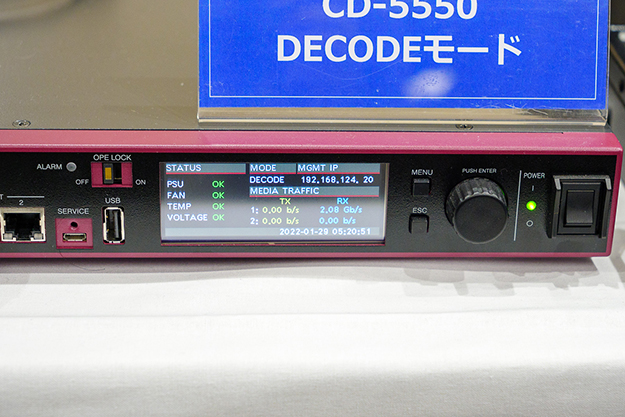 CD-5550
DECODEモード
ALARM
OPE LOCK
OFF
ON
2
SERVICE
USB
STATUS
MODE
MGMT IP
DECODE
192.168.124. 20
PSU OK
FAN OK
TEMP OK
VOLTAGE OK
MEDIA TRAFFIC
TX RX
1: 0.00 b/s 2.08 Gb/s
2: 0.00 b/s 0.00 b/s
2022-01-29 05:20:51
MENU
ESC
PUSH ENTER
POWER
I
O